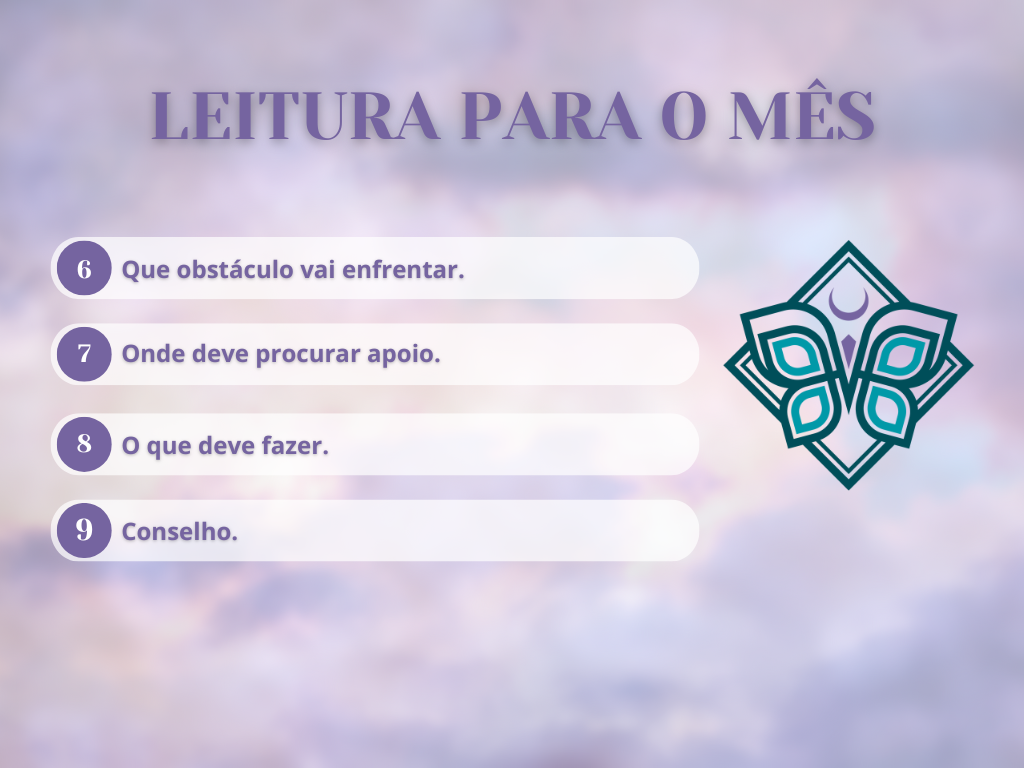 LEITURA PARA O MÊS
6 Que obstáculo vai enfrentar.
7 Onde deve procurar apoio.
8 O que deve fazer.
9 Conselho.